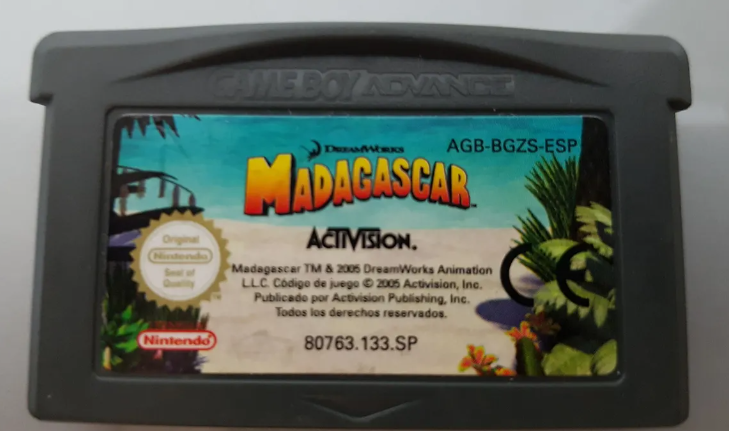 GAME BOY ADVANCE
DREAMWORKS
AGB-BGZS-ESP
MADAGASCAR™
ACTIVISION.
Original
Nintendo
Seal of
Quality
TM
Madagascar TM & 2005 DreamWorks Animation
L.L.C. Código de juego © 2005 Activision, Inc.
Publicado por Activision Publishing, Inc.
Todos los derechos reservados.
CE
Nintendo®
80763.133.SP